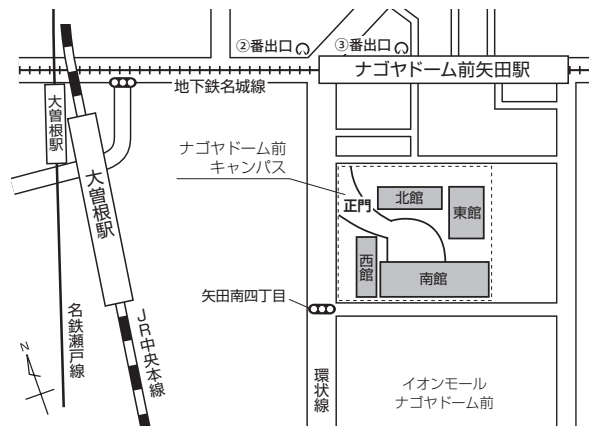 ②番出口
③番出口
ナゴヤドーム前矢田駅
地下鉄名城線
大曽根駅
大曽根駅
ナゴヤドーム前
キャンパス
正門
北館
東館
西館
南館
矢田南四丁目
名鉄瀬戸線
JR中央本線
環状線
イオンモール
ナゴヤドーム前
N